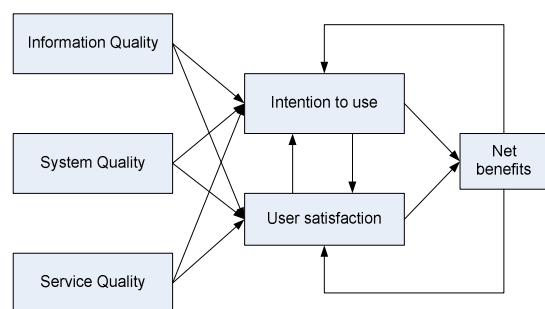 Information Quality
Intention to use
System Quality
Net
benefits
User satisfaction
Service Quality